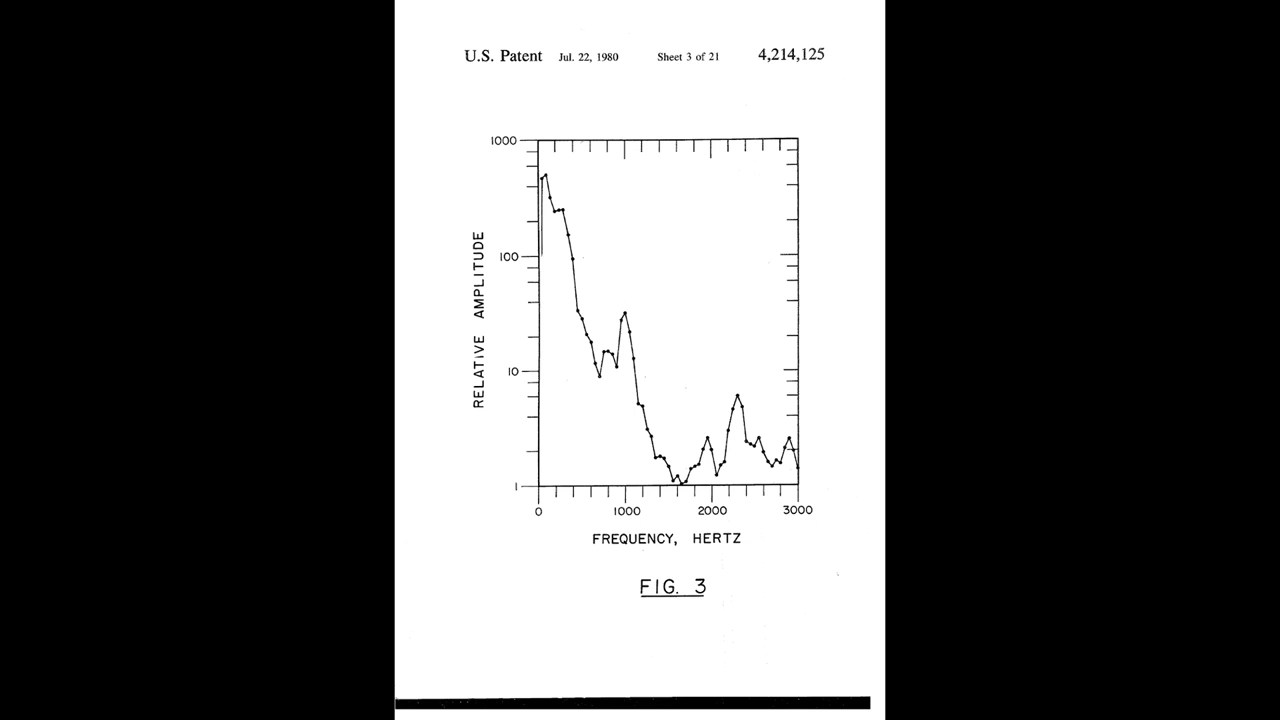 U.S. Patent Jul. 22, 1980 Sheet 3 of 21 4,214,125
1000
100
10
1
RELATIVE AMPLITUDE
0 1000 2000 3000
FREQUENCY, HERTZ
FIG. 3